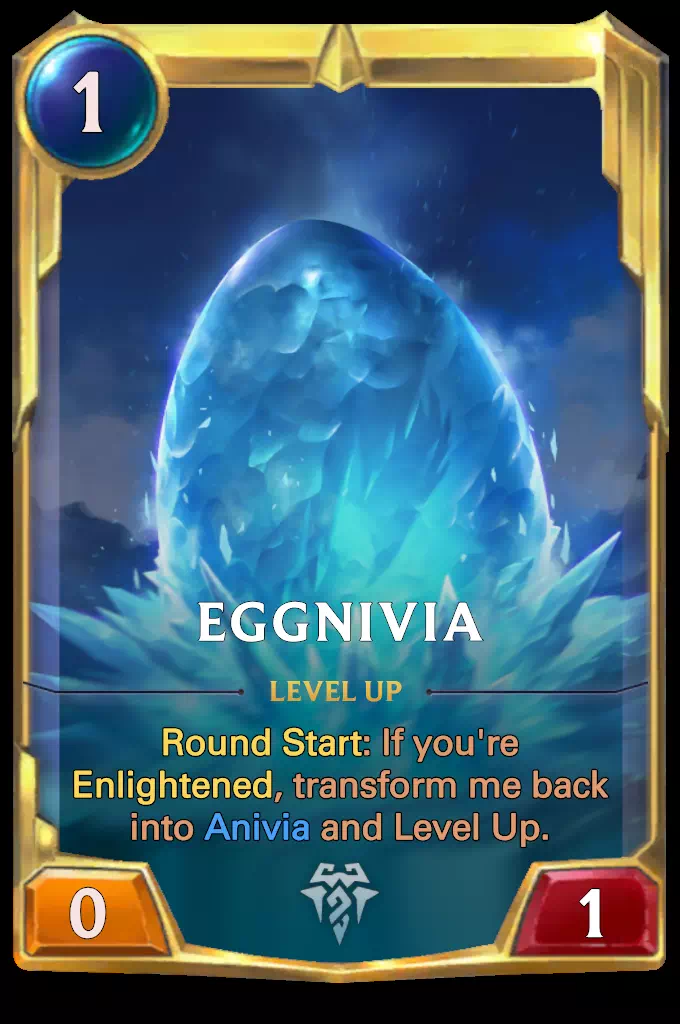 1
EGGNIVIA
LEVEL UP
Round Start: If you're
Enlightened, transform me back
into Anivia and Level Up.
0
1